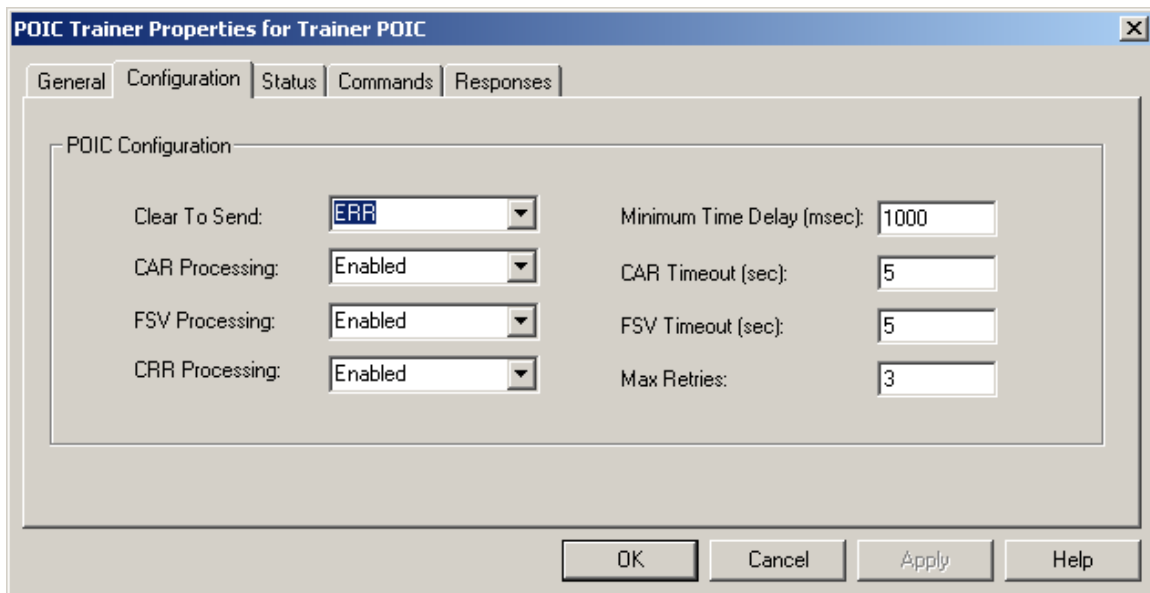 POIC Trainer Properties for Trainer POIC
General Configuration Status Commands Responses
POIC Configuration
Clear To Send: ERR Minimum Time Delay (msec): 1000
CAR Processing: Enabled CAR Timeout (sec): 5
FSV Processing: Enabled FSV Timeout (sec): 5
CRR Processing: Enabled Max Retries: 3
OK Cancel Apply Help